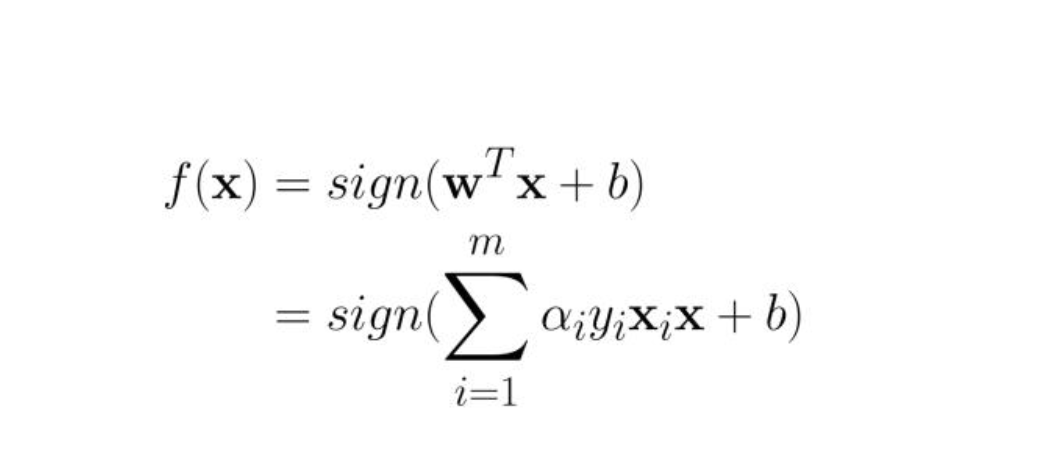 f(x) = sign(w^T x + b)
= sign(∑_{i=1}^{m} α_i y_i x_i x + b)